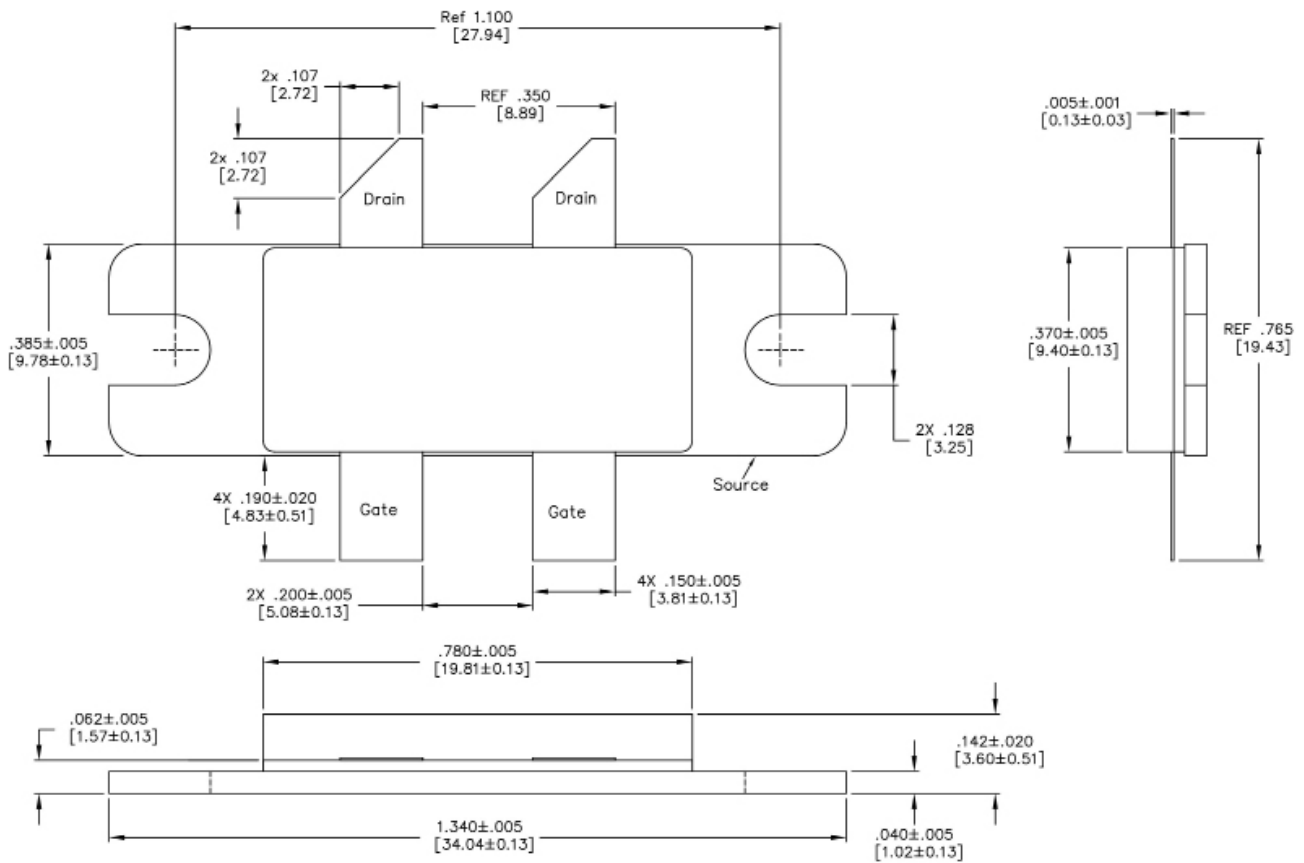 Ref 1.100
[27.94]
2x .107
[2.72]
REF .350
[8.89]
.005±.001
[0.13±0.03]
2x .107
[2.72]
Drain
Drain
.385±.005
[9.78±0.13]
.370±.005
[9.40±0.13]
REF .765
[19.43]
2X .128
[3.25]
Source
4X .190±.020
[4.83±0.51]
Gate
Gate
2X .200±.005
[5.08±0.13]
4X .150±.005
[3.81±0.13]
.780±.005
[19.81±0.13]
.062±.005
[1.57±0.13]
.142±.020
[3.60±0.51]
1.340±.005
[34.04±0.13]
.040±.005
[1.02±0.13]